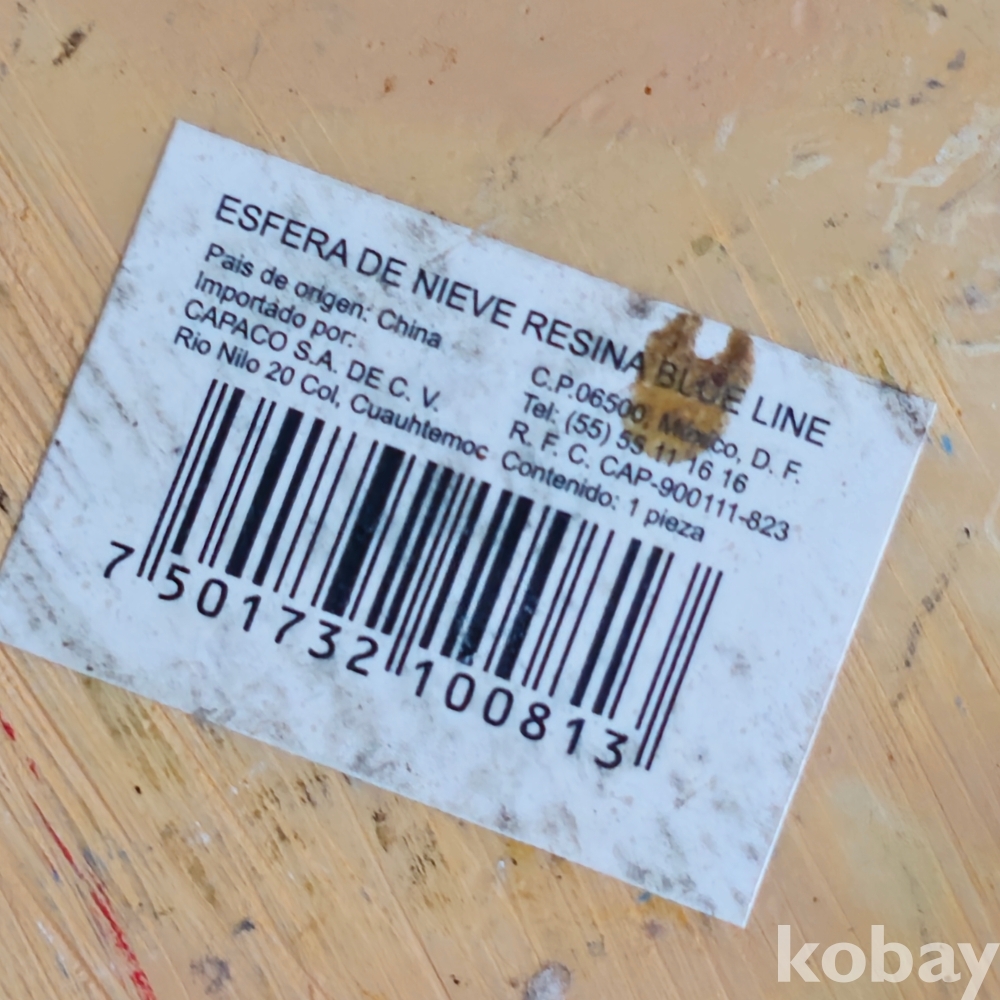 ESFERA DE NIEVE RESINA BLUE LINE
Pais de origen: China
Importado por:
CAPACO S.A. DE C. V.
Rio Nilo 20 Col, Cuauhtemoc
C.P.06500, México, D. F.
Tel: (55) 55 11 16 16
R. F. C. CAP-900111-823
Contenido: 1 pieza
7 501732 100813
kobay